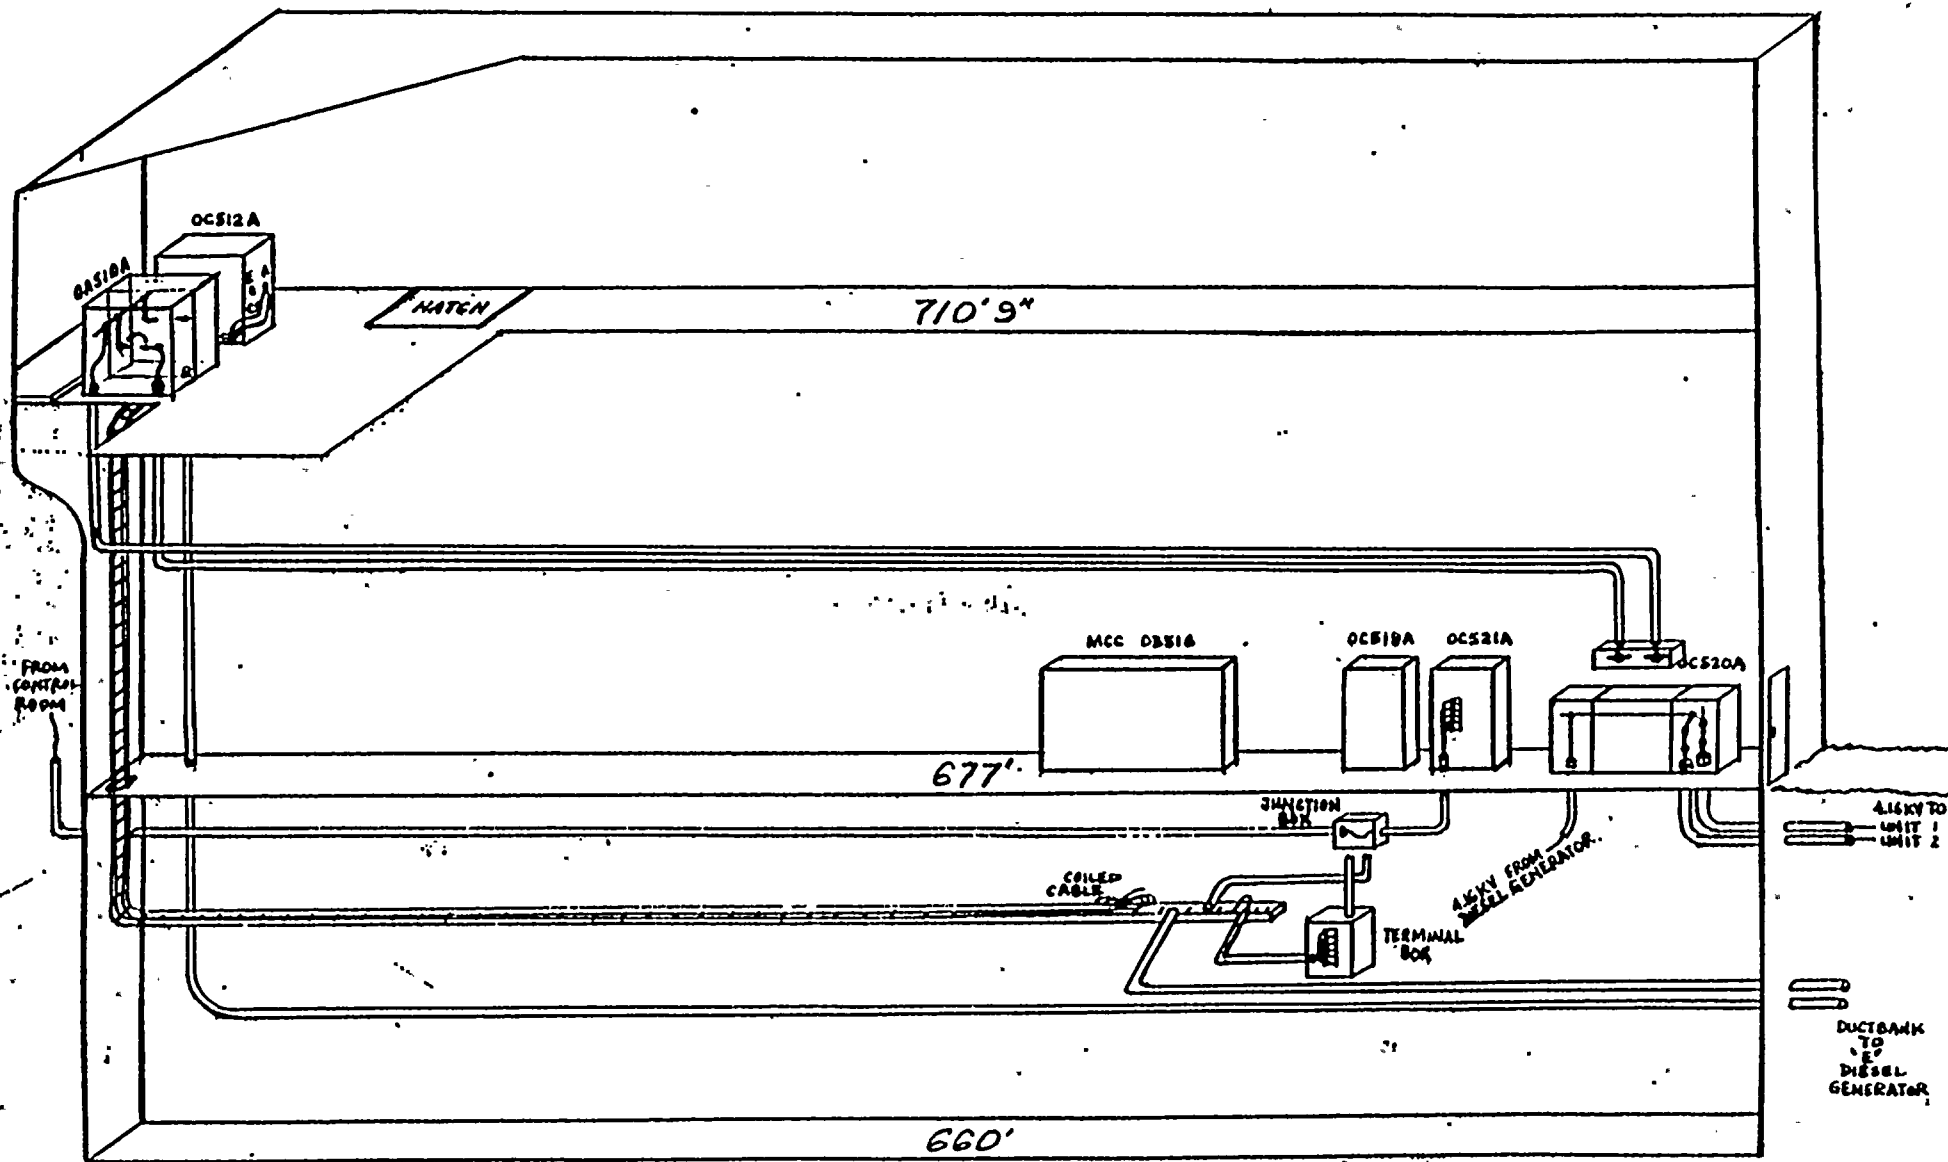 OC512A
OA510A
E A
HATCH
710' 9"
FROM
CONTROL
ROOM
MCC OB516
OC519A
OC521A
OC520A
677'
JUNCTION
BOX
4.16KV TO
UNIT 1
UNIT 2
4.16KV FROM
DIESEL GENERATOR
COILED
CABLE
TERMINAL
BOX
DUCTBANK
TO
'E'
DIESEL
GENERATOR
660'